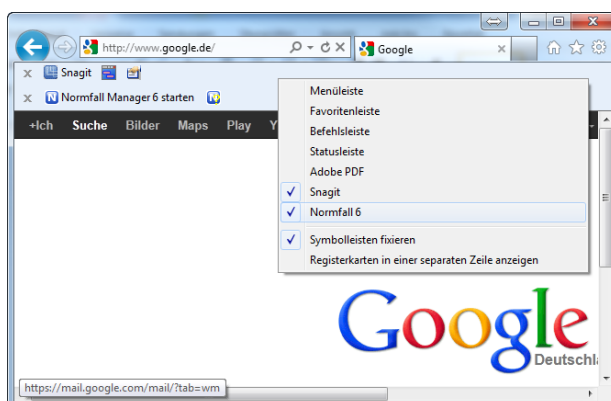 http://www.google.de/
Google
x Snagit
x Normfall Manager 6 starten
+Ich Suche Bilder Maps Play
Menüleiste
Favoritenleiste
Befehlsleiste
Statusleiste
Adobe PDF
Snagit
Normfall 6
Symbolleisten fixieren
Registerkarten in einer separaten Zeile anzeigen
Google
Deutschl
https://mail.google.com/mail/?tab=wm